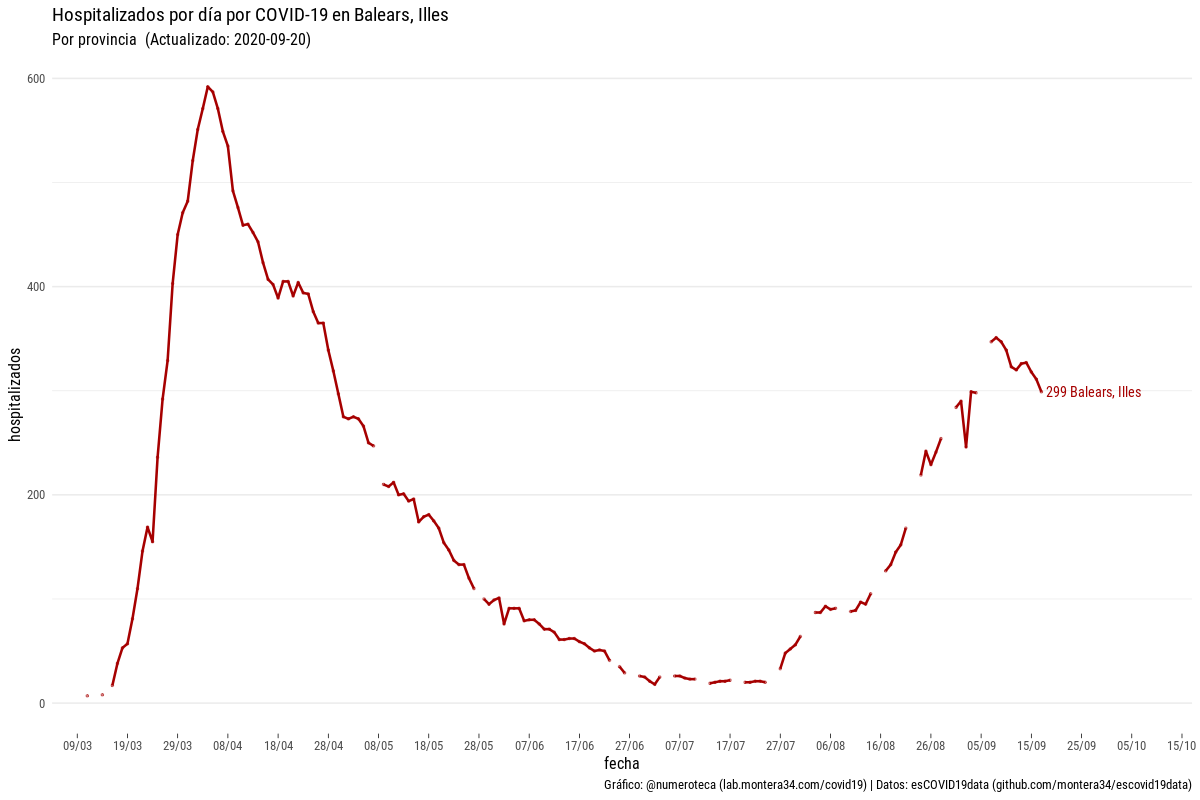 Hospitalizados por día por COVID-19 en Balears, Illes
Por provincia (Actualizado: 2020-09-20)
600
400
200
0
hospitalizados
299 Balears, Illes
09/03 19/03 29/03 08/04 18/04 28/04 08/05 18/05 28/05 07/06 17/06 27/06 07/07 17/07 27/07 06/08 16/08 26/08 05/09 15/09 25/09 05/10 15/10
fecha
Gráfico: @numeroteca (lab.montera34.com/covid19) | Datos: esCOVID19data (github.com/montera34/escovid19data)